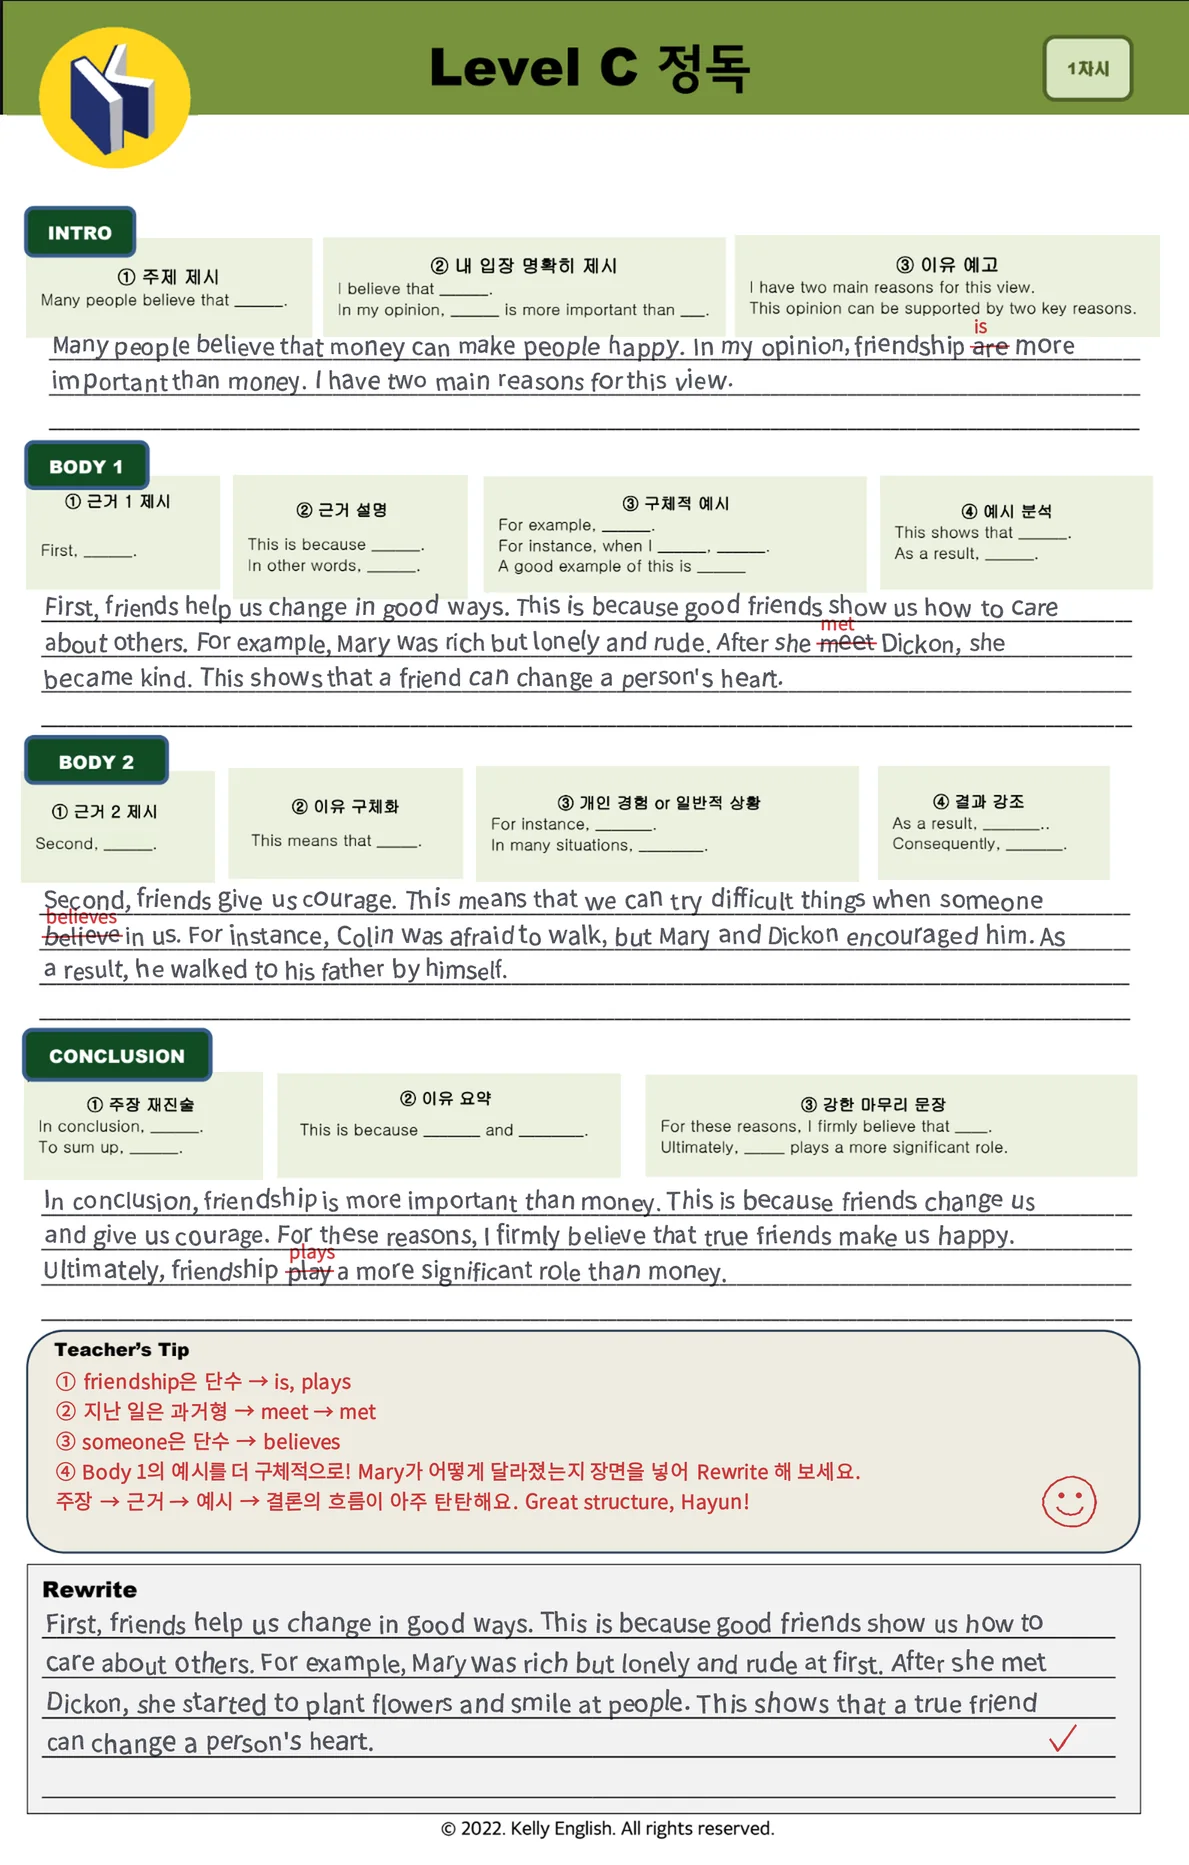 Level C 정독
1차시
INTRO
① 주제 제시
Many people believe that _____.
② 내 입장 명확히 제시
I believe that _____.
In my opinion, _____ is more important than ___.
③ 이유 예고
I have two main reasons for this view.
This opinion can be supported by two key reasons.
is
Many people believe that money can make people happy. In my opinion, friendship are more
important than money. I have two main reasons for this view.
BODY 1
① 근거 1 제시
First, _____.
② 근거 설명
This is because _____.
In other words, _____.
③ 구체적 예시
For example, _____.
For instance, when I _____, _____.
A good example of this is _____
④ 예시 분석
This shows that _____.
As a result, _____.
First, friends help us change in good ways. This is because good friends show us how to care
met
about others. For example, Mary was rich but lonely and rude. After she meet Dickon, she
became kind. This shows that a friend can change a person's heart.
BODY 2
① 근거 2 제시
Second, _____.
② 이유 구체화
This means that ____.
③ 개인 경험 or 일반적 상황
For instance, ______.
In many situations, _______.
④ 결과 강조
As a result, ______..
Consequently, ______.
Second, friends give us courage. This means that we can try difficult things when someone
believes
believe in us. For instance, Colin was afraid to walk, but Mary and Dickon encouraged him. As
a result, he walked to his father by himself.
CONCLUSION
① 주장 재진술
In conclusion, _____.
To sum up, _____.
② 이유 요약
This is because ______ and _______.
③ 강한 마무리 문장
For these reasons, I firmly believe that ___.
Ultimately, ____ plays a more significant role.
In conclusion, friendship is more important than money. This is because friends change us
and give us courage. For these reasons, I firmly believe that true friends make us happy.
plays
Ultimately, friendship play a more significant role than money.
Teacher's Tip
① friendship은 단수 → is, plays
② 지난 일은 과거형 → meet → met
③ someone은 단수 → believes
④ Body 1의 예시를 더 구체적으로! Mary가 어떻게 달라졌는지 장면을 넣어 Rewrite 해 보세요.
주장 → 근거 → 예시 → 결론의 흐름이 아주 탄탄해요. Great structure, Hayun!
Rewrite
First, friends help us change in good ways. This is because good friends show us how to
care about others. For example, Mary was rich but lonely and rude at first. After she met
Dickon, she started to plant flowers and smile at people. This shows that a true friend
can change a person's heart.
© 2022. Kelly English. All rights reserved.